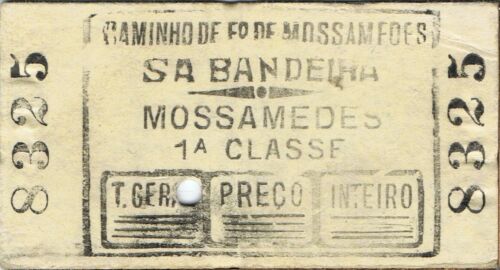 CAMINHO DE Fº DE MOSSAMEDES
SA BANDEIRA
MOSSAMEDES
1ª CLASSE
T. GERAL PREÇO INTEIRO
8325
8325